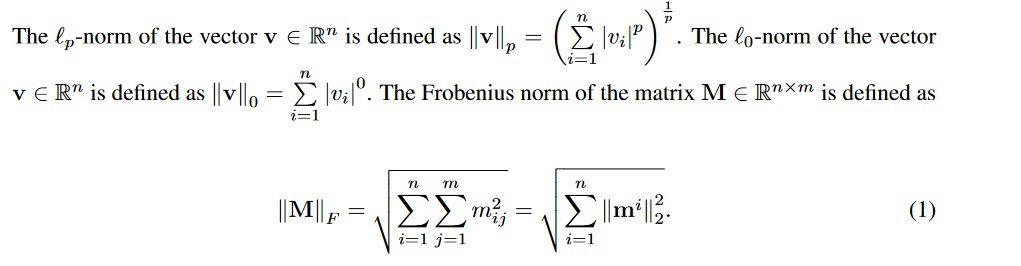 The ℓ_p-norm of the vector v ∈ ℝ^n is defined as ‖v‖_p = (∑_{i=1}^{n} |v_i|^p)^{1/p}. The ℓ_0-norm of the vector
v ∈ ℝ^n is defined as ‖v‖_0 = ∑_{i=1}^{n} |v_i|^0. The Frobenius norm of the matrix M ∈ ℝ^{n×m} is defined as
‖M‖_F = √(∑_{i=1}^{n} ∑_{j=1}^{m} m_{ij}^2) = √(∑_{i=1}^{n} ‖m^i‖_2^2). (1)